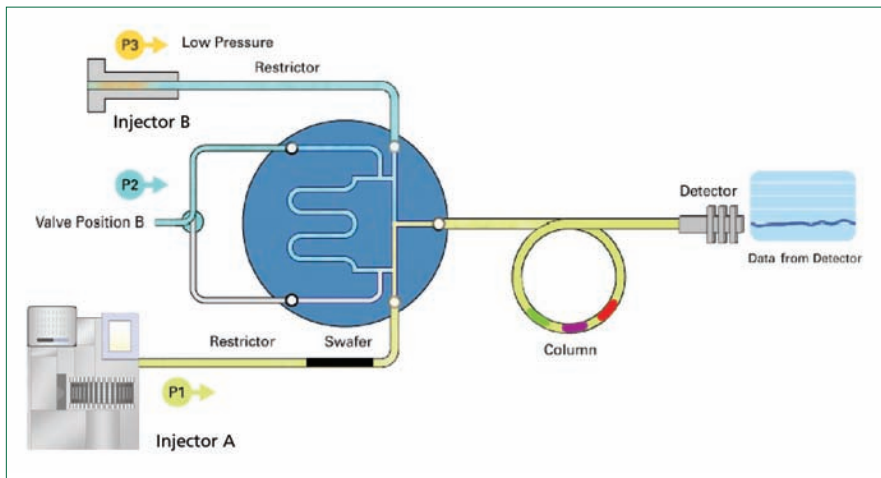 P3
Low Pressure
Restrictor
Injector B
P2
Valve Position B
Detector
Data from Detector
Restrictor
Swafer
Column
P1
Injector A